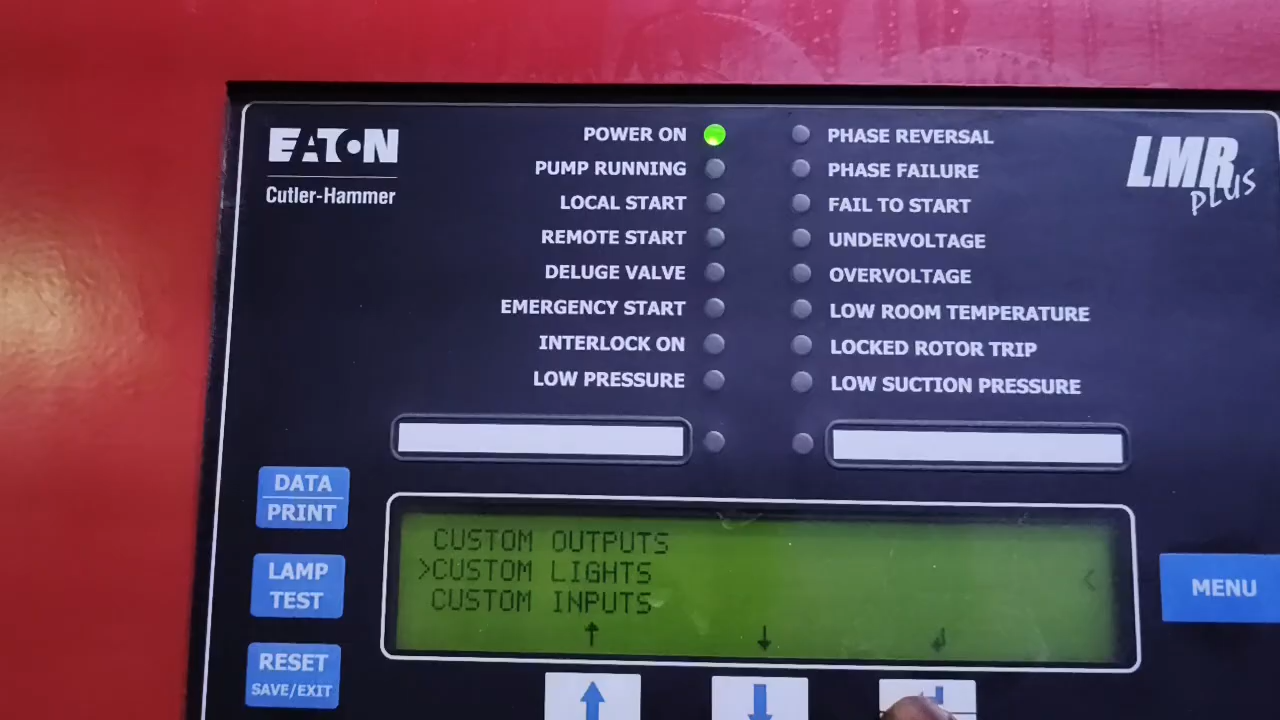 EATON
Cutler-Hammer
POWER ON
PUMP RUNNING
LOCAL START
REMOTE START
DELUGE VALVE
EMERGENCY START
INTERLOCK ON
LOW PRESSURE
PHASE REVERSAL
PHASE FAILURE
FAIL TO START
UNDERVOLTAGE
OVERVOLTAGE
LOW ROOM TEMPERATURE
LOCKED ROTOR TRIP
LOW SUCTION PRESSURE
LMR
PLUS
DATA
PRINT
LAMP
TEST
RESET
SAVE/EXIT
CUSTOM OUTPUTS
>CUSTOM LIGHTS <
CUSTOM INPUTS
↑ ↓ ↲
MENU